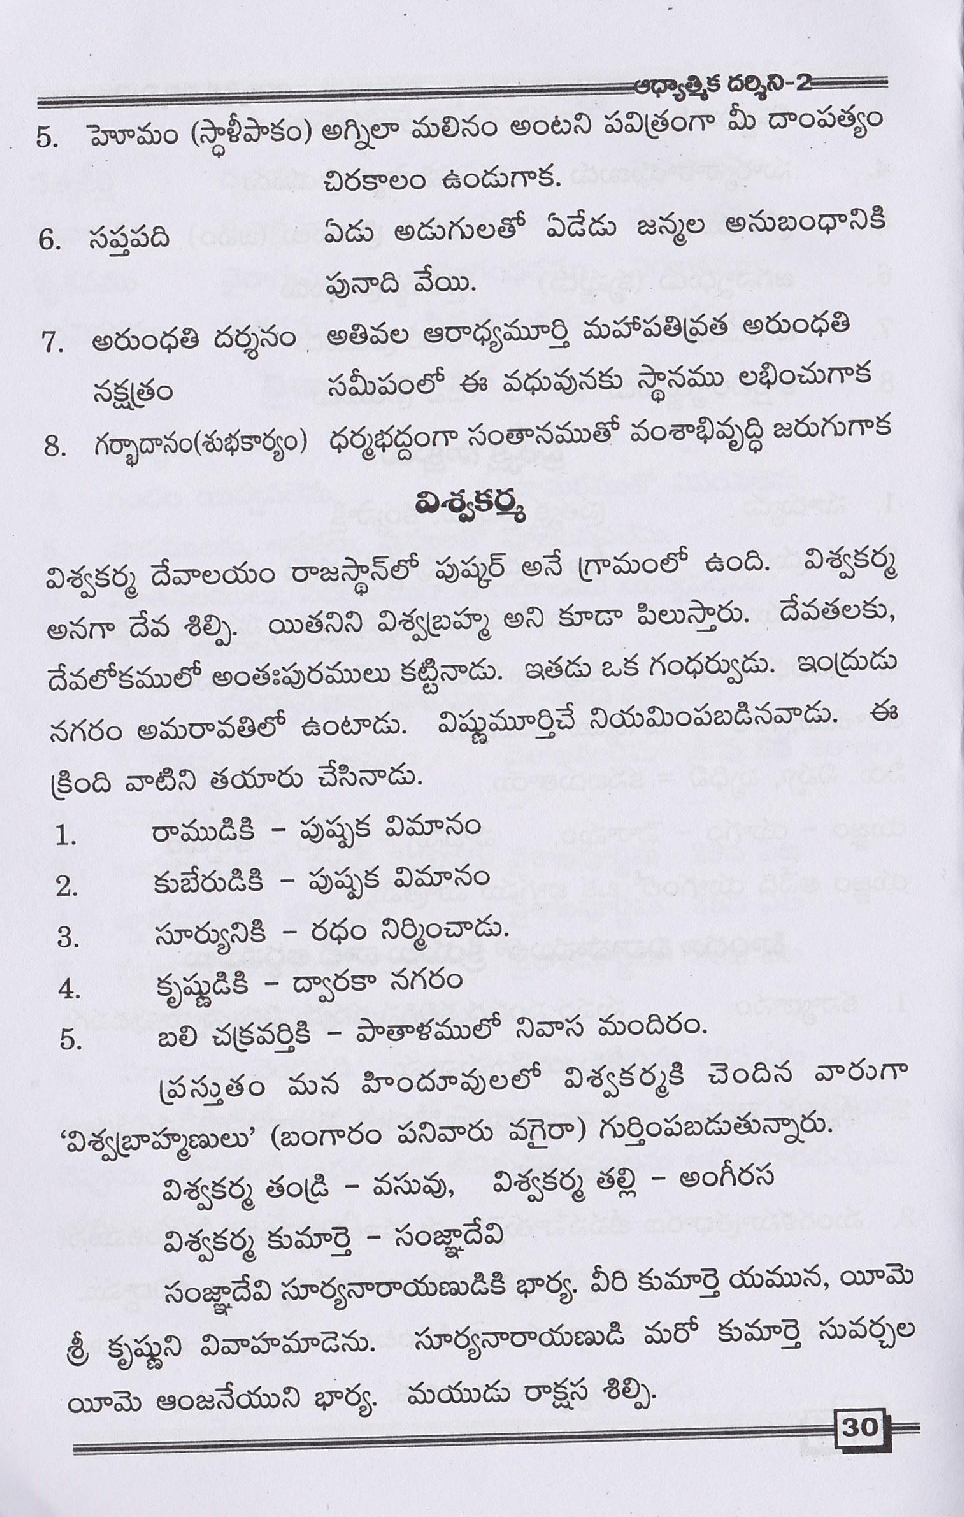 ఆధ్యాత్మిక దర్శిని-2
5. హోమం (స్థాళీపాకం) అగ్నిలా మలినం అంటని పవిత్రంగా మీ దాంపత్యం
చిరకాలం ఉండుగాక.
6. సప్తపది ఏడు అడుగులతో ఏడేడు జన్మల అనుబంధానికి
పునాది వేయి.
7. అరుంధతి దర్శనం అతివల ఆరాధ్యమూర్తి మహాపతివ్రత అరుంధతి
నక్షత్రం సమీపంలో ఈ వధువునకు స్థానము లభించుగాక
8. గర్భాదానం(శుభకార్యం) ధర్మభద్దంగా సంతానముతో వంశాభివృద్ధి జరుగుగాక
విశ్వకర్మ
విశ్వకర్మ దేవాలయం రాజస్థాన్‌లో పుష్కర్ అనే గ్రామంలో ఉంది. విశ్వకర్మ
అనగా దేవ శిల్పి. యితనిని విశ్వబ్రహ్మ అని కూడా పిలుస్తారు. దేవతలకు,
దేవలోకములో అంతఃపురములు కట్టినాడు. ఇతడు ఒక గంధర్వుడు. ఇంద్రుడు
నగరం అమరావతిలో ఉంటాడు. విష్ణుమూర్తిచే నియమింపబడినవాడు. ఈ
క్రింది వాటిని తయారు చేసినాడు.
1. రాముడికి – పుష్పక విమానం
2. కుబేరుడికి – పుష్పక విమానం
3. సూర్యునికి – రధం నిర్మించాడు.
4. కృష్ణుడికి – ద్వారకా నగరం
5. బలి చక్రవర్తికి – పాతాళములో నివాస మందిరం.
ప్రస్తుతం మన హిందూవులలో విశ్వకర్మకి చెందిన వారుగా
‘విశ్వబ్రాహ్మణులు’ (బంగారం పనివారు వగైరా) గుర్తింపబడుతున్నారు.
విశ్వకర్మ తండ్రి – వసువు, విశ్వకర్మ తల్లి – అంగీరస
విశ్వకర్మ కుమార్తె – సంజ్ఞాదేవి
సంజ్ఞాదేవి సూర్యనారాయణుడికి భార్య. వీరి కుమార్తె యమున, యీమె
శ్రీ కృష్ణుని వివాహమాడెను. సూర్యనారాయణుడి మరో కుమార్తె సువర్చల
యీమె ఆంజనేయుని భార్య. మయుడు రాక్షస శిల్పి.
30